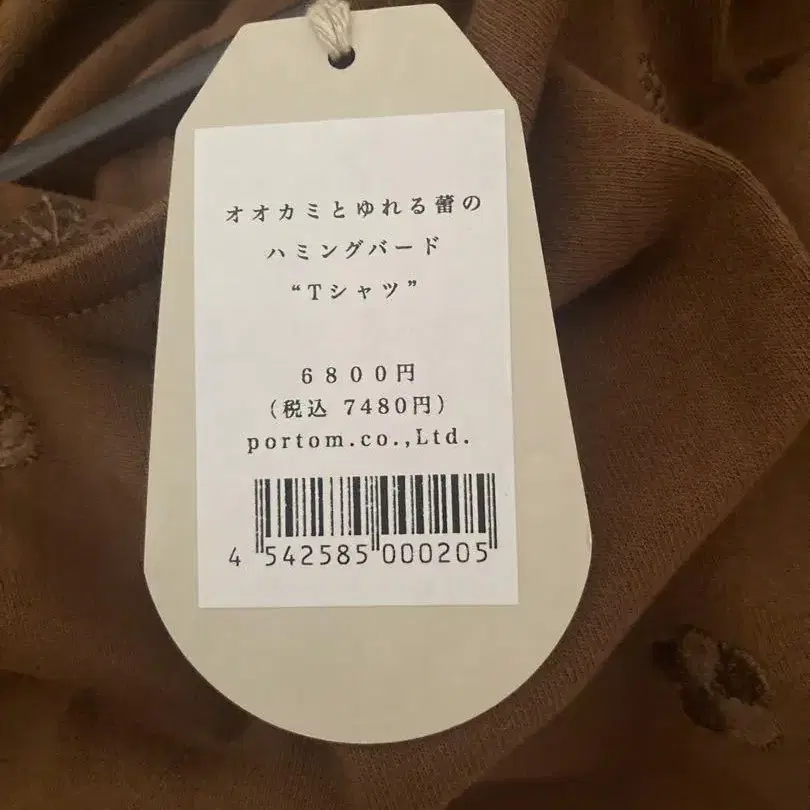 オオカミとゆれる蕾の
ハミングバード
“Tシャツ”
6800円
(税込 7480円)
portom.co.,Ltd.
4 542585 000205